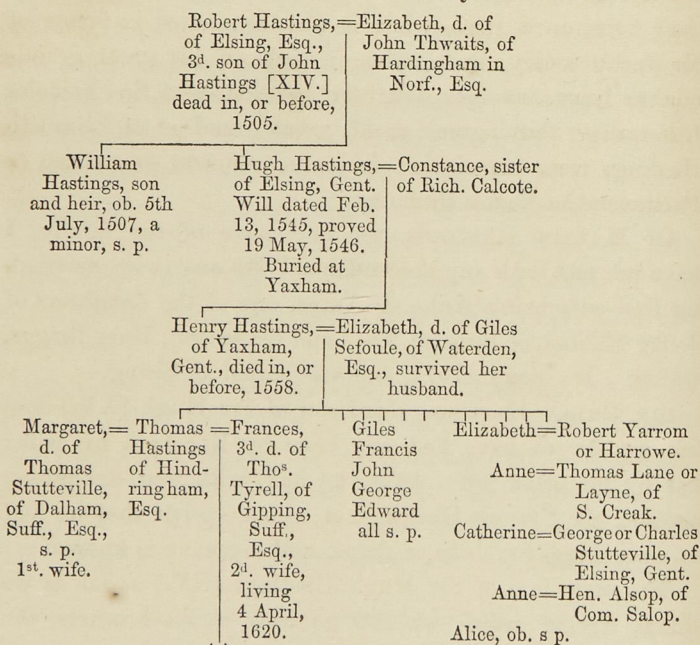 Robert Hastings,=Elizabeth, d. of
of Elsing, Esq., John Thwaits, of
3d. son of John Hardingham in
Hastings [XIV.] Norf., Esq.
dead in, or before,
1505.
William
Hastings, son
and heir, ob. 5th
July, 1507, a
minor, s. p.
Hugh Hastings,=Constance, sister
of Elsing, Gent. of Rich. Calcote.
Will dated Feb.
13, 1545, proved
19 May, 1546.
Buried at
Yaxham.
Henry Hastings,=Elizabeth, d. of Giles
of Yaxham, Sefoule, of Waterden,
Gent., died in, or Esq., survived her
before, 1558. husband.
Margaret,=
d. of
Thomas
Stutteville,
of Dalham,
Suff., Esq.,
s. p.
1st. wife.
Thomas
Hastings
of Hind-
ringham,
Esq.
=Frances,
3d. d. of
Thos.
Tyrell, of
Gipping,
Suff.,
Esq.,
2d. wife,
living
4 April,
1620.
Giles
Francis
John
George
Edward
all s. p.
Elizabeth=Robert Yarrom
or Harrowe.
Anne=Thomas Lane or
Layne, of
S. Creak.
Catherine=George or Charles
Stutteville, of
Elsing, Gent.
Anne=Hen. Alsop, of
Com. Salop.
Alice, ob. s p.